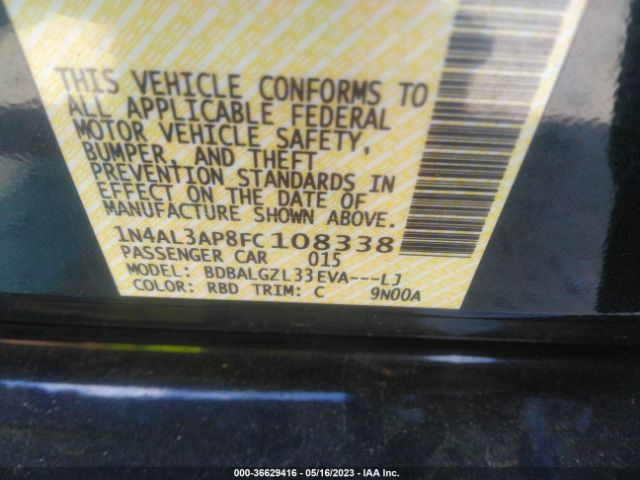 THIS VEHICLE CONFORMS TO
ALL APPLICABLE FEDERAL
MOTOR VEHICLE SAFETY,
BUMPER, AND THEFT
PREVENTION STANDARDS IN
EFFECT ON THE DATE OF
MANUFACTURE SHOWN ABOVE.
1N4AL3AP8FC108338
PASSENGER CAR 015
MODEL: BDBALGZL33EVA---LJ
COLOR: RBD TRIM: C 9N00A
000-36629416 - 05/16/2023 - IAA Inc.